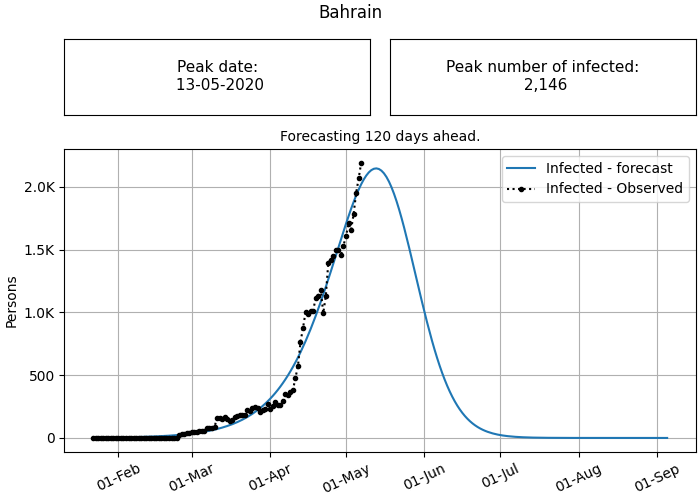 Bahrain
Peak date:
13-05-2020
Peak number of infected:
2,146
Forecasting 120 days ahead.
Infected - forecast
Infected - Observed
Persons
2.0K
1.5K
1.0K
500
0
01-Feb
01-Mar
01-Apr
01-May
01-Jun
01-Jul
01-Aug
01-Sep